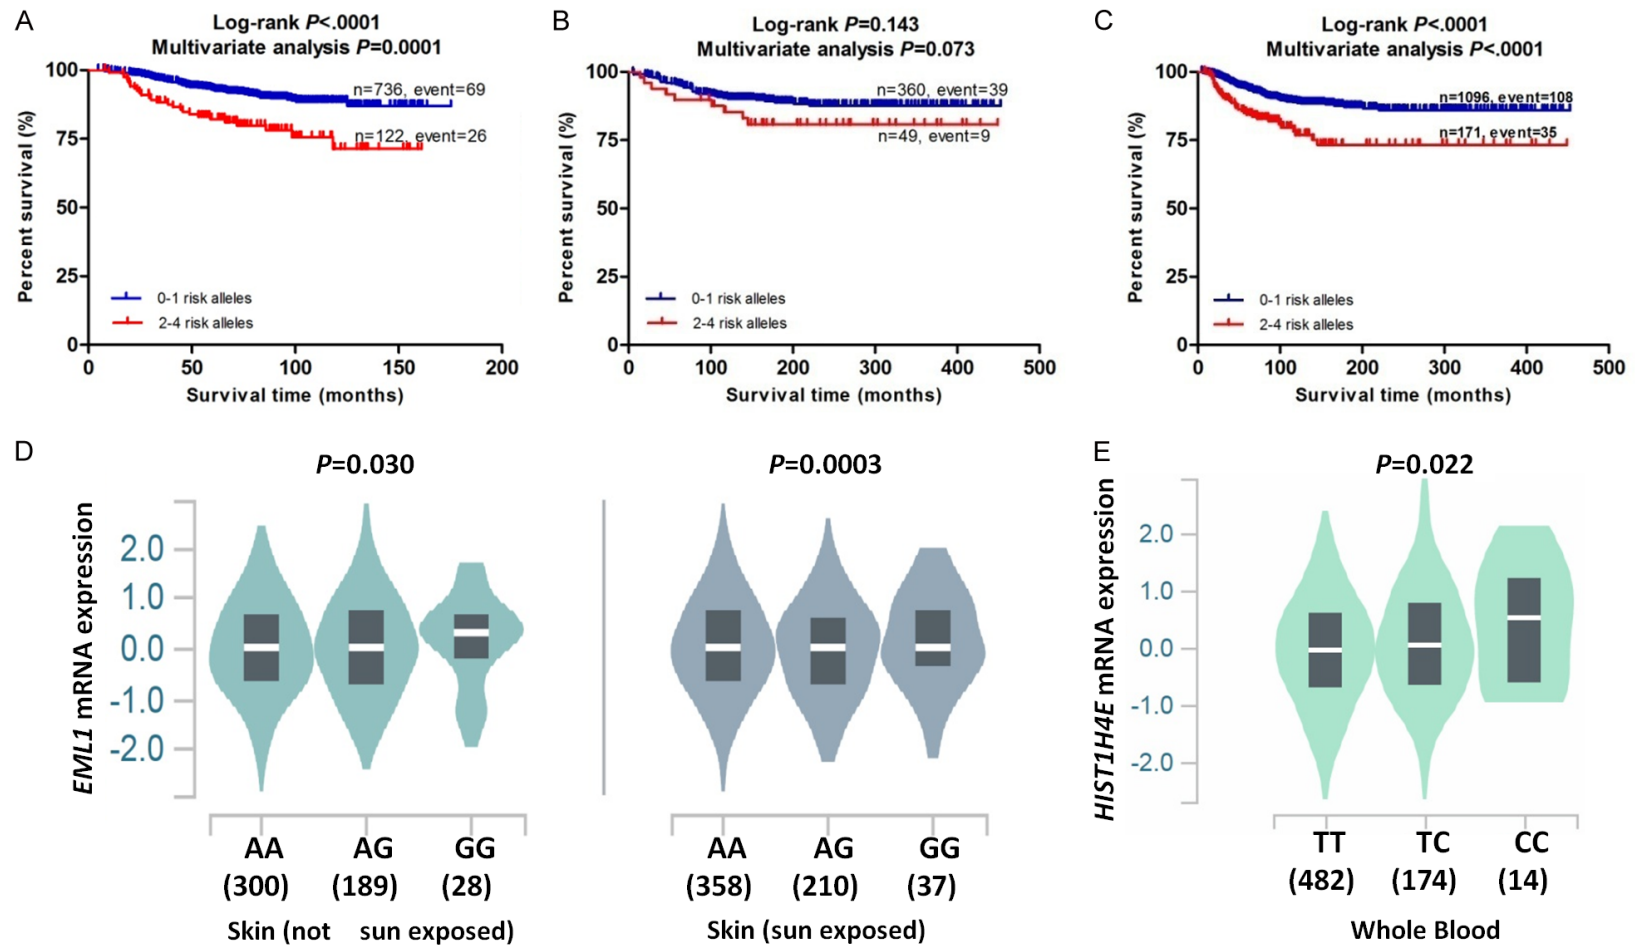 A
Log-rank P<.0001
Multivariate analysis P=0.0001
Percent survival (%)
100
75
50
25
0
n=736, event=69
n=122, event=26
0-1 risk alleles
2-4 risk alleles
0 50 100 150 200
Survival time (months)
B
Log-rank P=0.143
Multivariate analysis P=0.073
Percent survival (%)
100
75
50
25
0
n=360, event=39
n=49, event=9
0-1 risk alleles
2-4 risk alleles
0 100 200 300 400 500
Survival time (months)
C
Log-rank P<.0001
Multivariate analysis P<.0001
Percent survival (%)
100
75
50
25
0
n=1096, event=108
n=171, event=35
0-1 risk alleles
2-4 risk alleles
0 100 200 300 400 500
Survival time (months)
D
P=0.030
EML1 mRNA expression
2.0
1.0
0.0
-1.0
-2.0
AA AG GG
(300) (189) (28)
Skin (not sun exposed)
P=0.0003
AA AG GG
(358) (210) (37)
Skin (sun exposed)
E
P=0.022
HIST1H4E mRNA expression
2.0
1.0
0.0
-1.0
-2.0
TT TC CC
(482) (174) (14)
Whole Blood